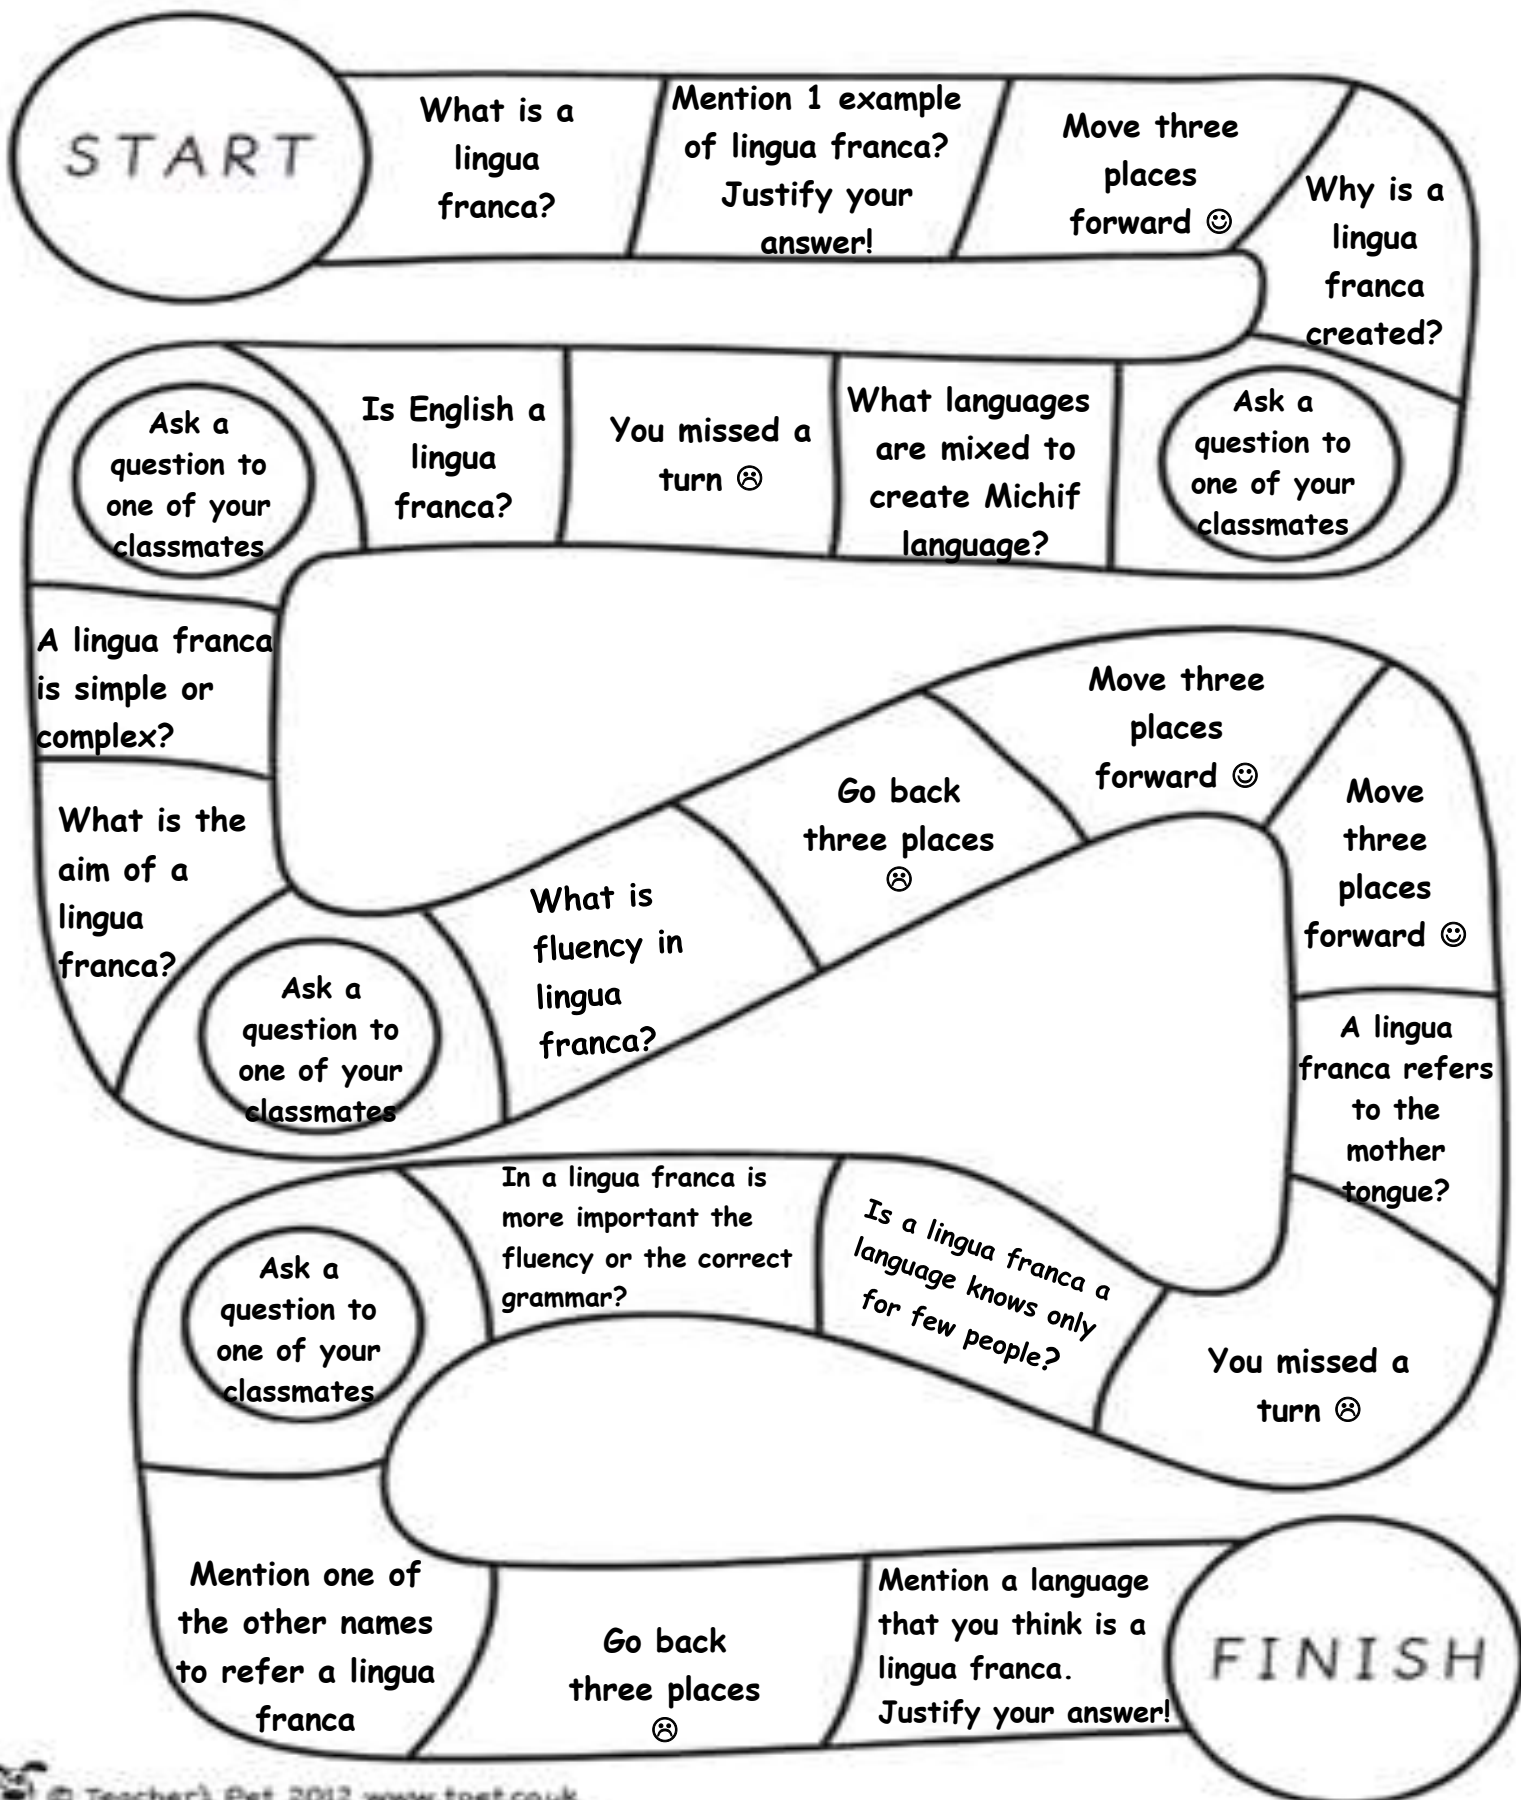 START
What is a
lingua
franca?
Mention 1 example
of lingua franca?
Justify your
answer!
Move three
places
forward ☺
Why is a
lingua
franca
created?
Ask a
question to
one of your
classmates
What languages
are mixed to
create Michif
language?
You missed a
turn ☹
Is English a
lingua
franca?
Ask a
question to
one of your
classmates
A lingua franca
is simple or
complex?
What is the
aim of a
lingua
franca?
Ask a
question to
one of your
classmates
What is
fluency in
lingua
franca?
Go back
three places
☹
Move three
places
forward ☺
Move
three
places
forward ☺
A lingua
franca refers
to the
mother
tongue?
You missed a
turn ☹
Is a lingua franca a
language knows only
for few people?
In a lingua franca is
more important the
fluency or the correct
grammar?
Ask a
question to
one of your
classmates
Mention one of
the other names
to refer a lingua
franca
Go back
three places
☹
Mention a language
that you think is a
lingua franca.
Justify your answer!
FINISH
© Teacher's Pet 2012 www.tpet.co.uk